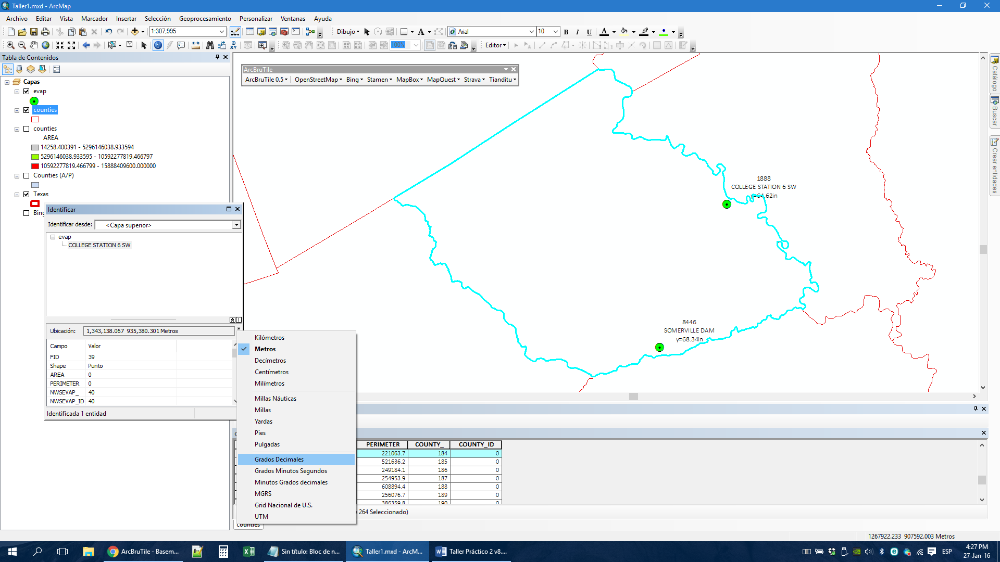 Taller1.mxd - ArcMap
Archivo Editar Vista Marcador Insertar Selección Geoprocesamiento Personalizar Ventanas Ayuda
1:307,995 Dibujo A Arial 10 B I U A
100% Editor
Tabla de Contenidos
Capas
evap
counties
counties
AREA
14258.400391 - 5296146038.933594
5296146038.933595 - 10592277819.466797
10592277819.466799 - 15888409600.000000
Counties (A/P)
Texas
Bing
ArcBruTile
ArcBruTile 0.5 OpenStreetMap Bing Stamen MapBox MapQuest Strava Tianditu
1888
COLLEGE STATION 6 SW
y=64.62in
8446
SOMERVILLE DAM
y=68.34in
Catálogo
Buscar
Crear entidades
Identificar
Identificar desde: <Capa superior>
evap
COLLEGE STATION 6 SW
Ubicación: 1,343,138.067 935,380.301 Metros
Campo Valor
FID 39
Shape Punto
AREA 0
PERIMETER 0
NWSEVAP_ 40
NWSEVAP_ID 40
Identificada 1 entidad
Kilómetros
Metros
Decímetros
Centímetros
Milímetros
Millas Náuticas
Millas
Yardas
Pies
Pulgadas
Grados Decimales
Grados Minutos Segundos
Minutos Grados decimales
MGRS
Grid Nacional de U.S.
UTM
PERIMETER COUNTY_ COUNTY_ID
221063.7 184 0
521636.2 185 0
249184.1 186 0
254953.9 187 0
608894.4 188 0
256076.7 189 0
386359.8 190 0
264 Seleccionado)
counties
1267922.233 907592.003 Metros
ArcBruTile - Basem... Sin título: Bloc de n... Taller1.mxd - ArcM... Taller Práctico 2 v8.... ESP
4:27 PM
27-Jan-16